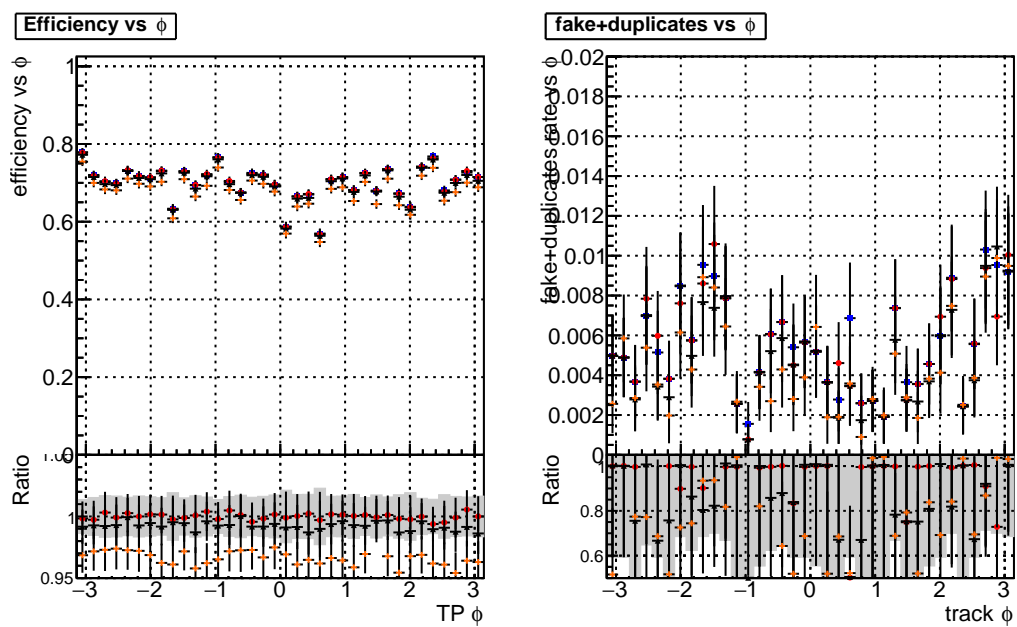 Efficiency vs ϕ
efficiency vs ϕ
1
0.8
0.6
0.4
0.2
0
Ratio
1
0.95
−3 −2 −1 0 1 2 3
TP ϕ
fake+duplicates vs ϕ
fake+duplicates rate vs ϕ
0.02
0.018
0.016
0.014
0.012
0.01
0.008
0.006
0.004
0.002
0
Ratio
1
0.8
0.6
−3 −2 −1 0 1 2 3
track ϕ